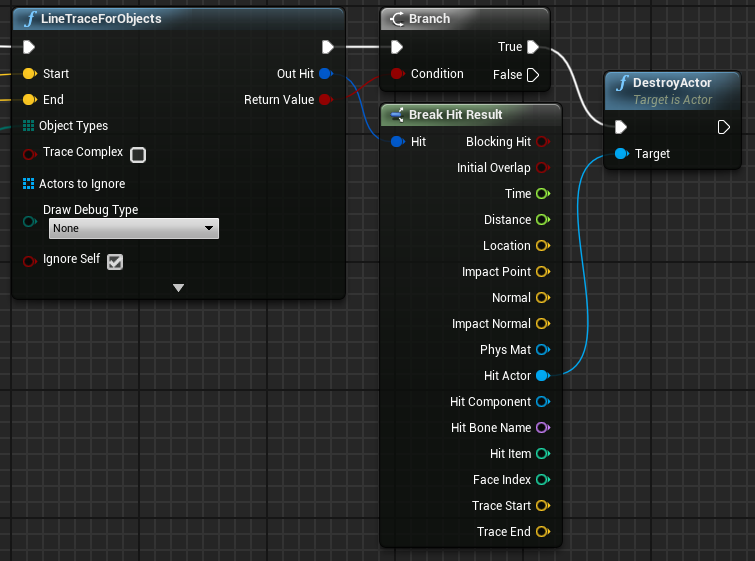 LineTraceForObjects
Start
Out Hit
End
Return Value
Object Types
Trace Complex
Actors to Ignore
Draw Debug Type
None
Ignore Self
Branch
True
Condition
False
Break Hit Result
Hit
Blocking Hit
Initial Overlap
Time
Distance
Location
Impact Point
Normal
Impact Normal
Phys Mat
Hit Actor
Hit Component
Hit Bone Name
Hit Item
Face Index
Trace Start
Trace End
DestroyActor
Target is Actor
Target